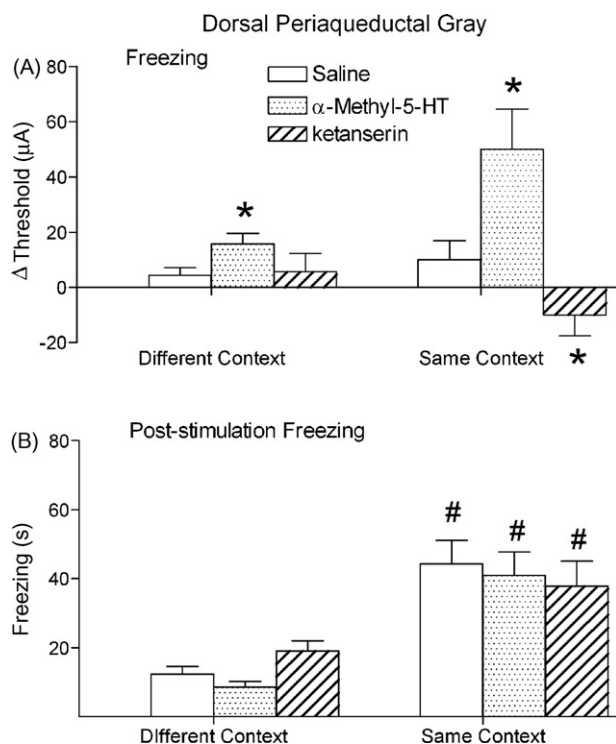 Dorsal Periaqueductal Gray
(A)
Freezing
Saline
α-Methyl-5-HT
ketanserin
Δ Threshold (µA)
80
60
40
20
0
-20
*
*
*
Different Context
Same Context
(B)
Post-stimulation Freezing
Freezing (s)
80
60
40
20
#
#
#
DIfferent Context
Same Context